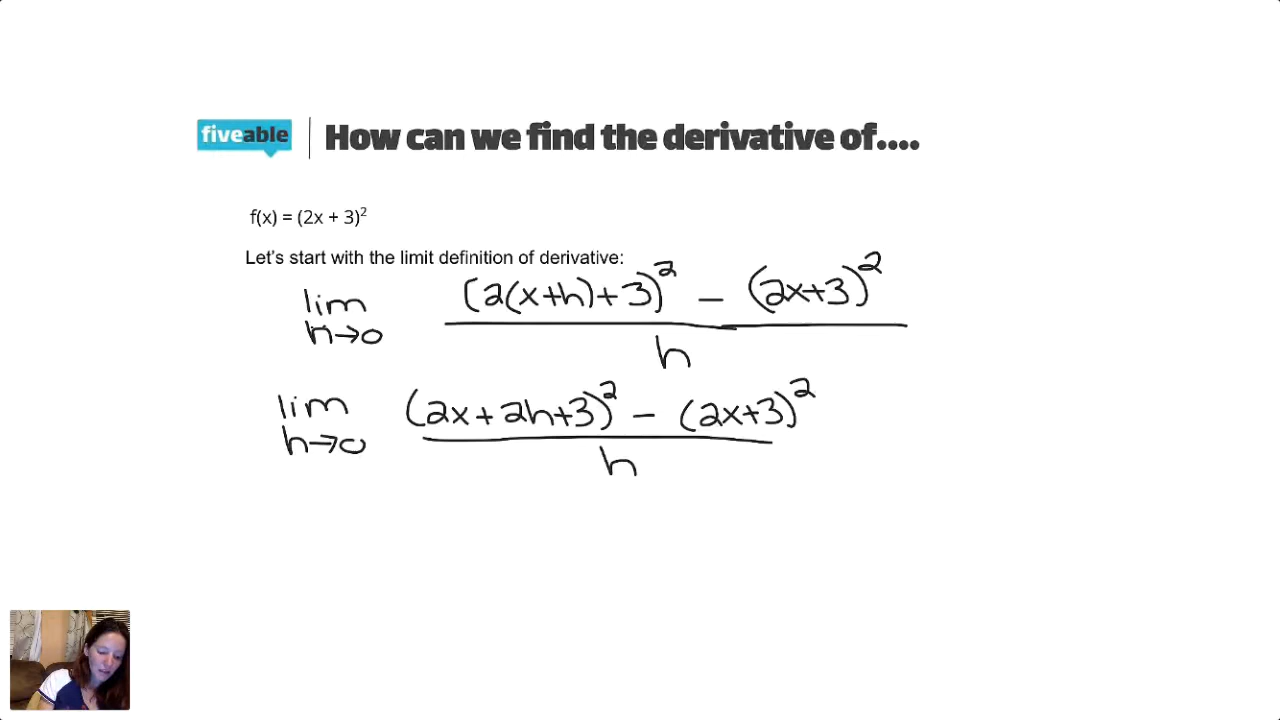 fiveable
How can we find the derivative of....
f(x) = (2x + 3)²
Let's start with the limit definition of derivative:
(2(x+h)+3)² - (2x+3)²
lim
h→0
h
lim (2x+2h+3)² - (2x+3)²
h→0
h